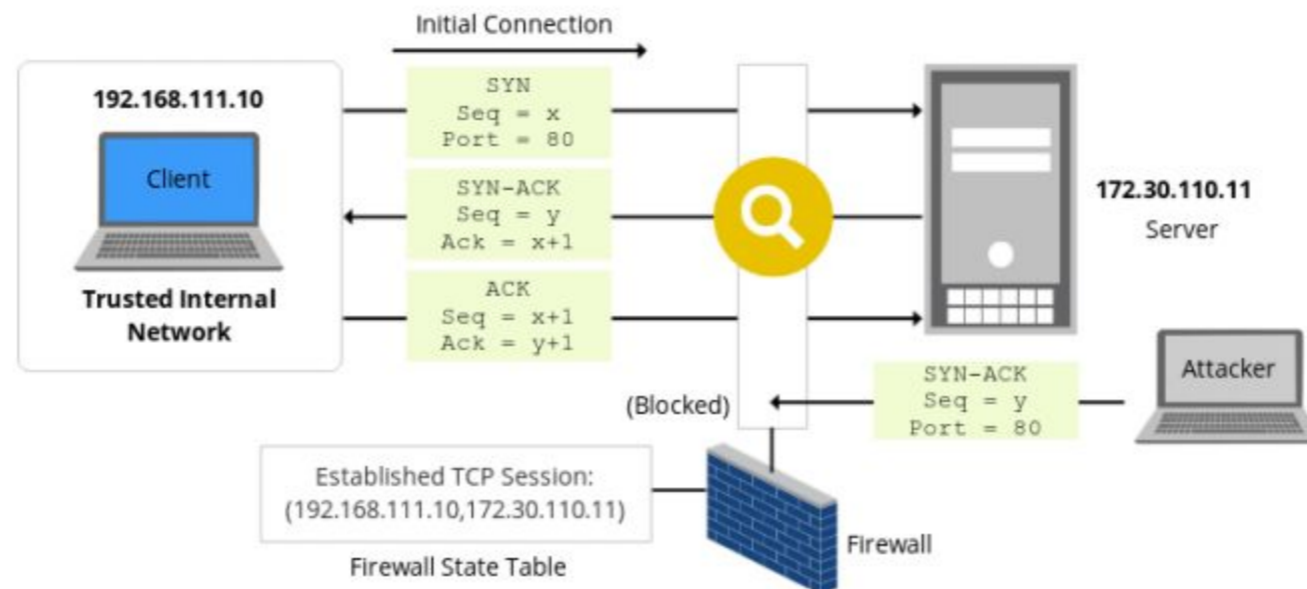 Initial Connection
192.168.111.10
Client
Trusted Internal
Network
SYN
Seq = x
Port = 80
SYN-ACK
Seq = y
Ack = x+1
ACK
Seq = x+1
Ack = y+1
172.30.110.11
Server
(Blocked)
SYN-ACK
Seq = y
Port = 80
Attacker
Established TCP Session:
(192.168.111.10,172.30.110.11)
Firewall State Table
Firewall